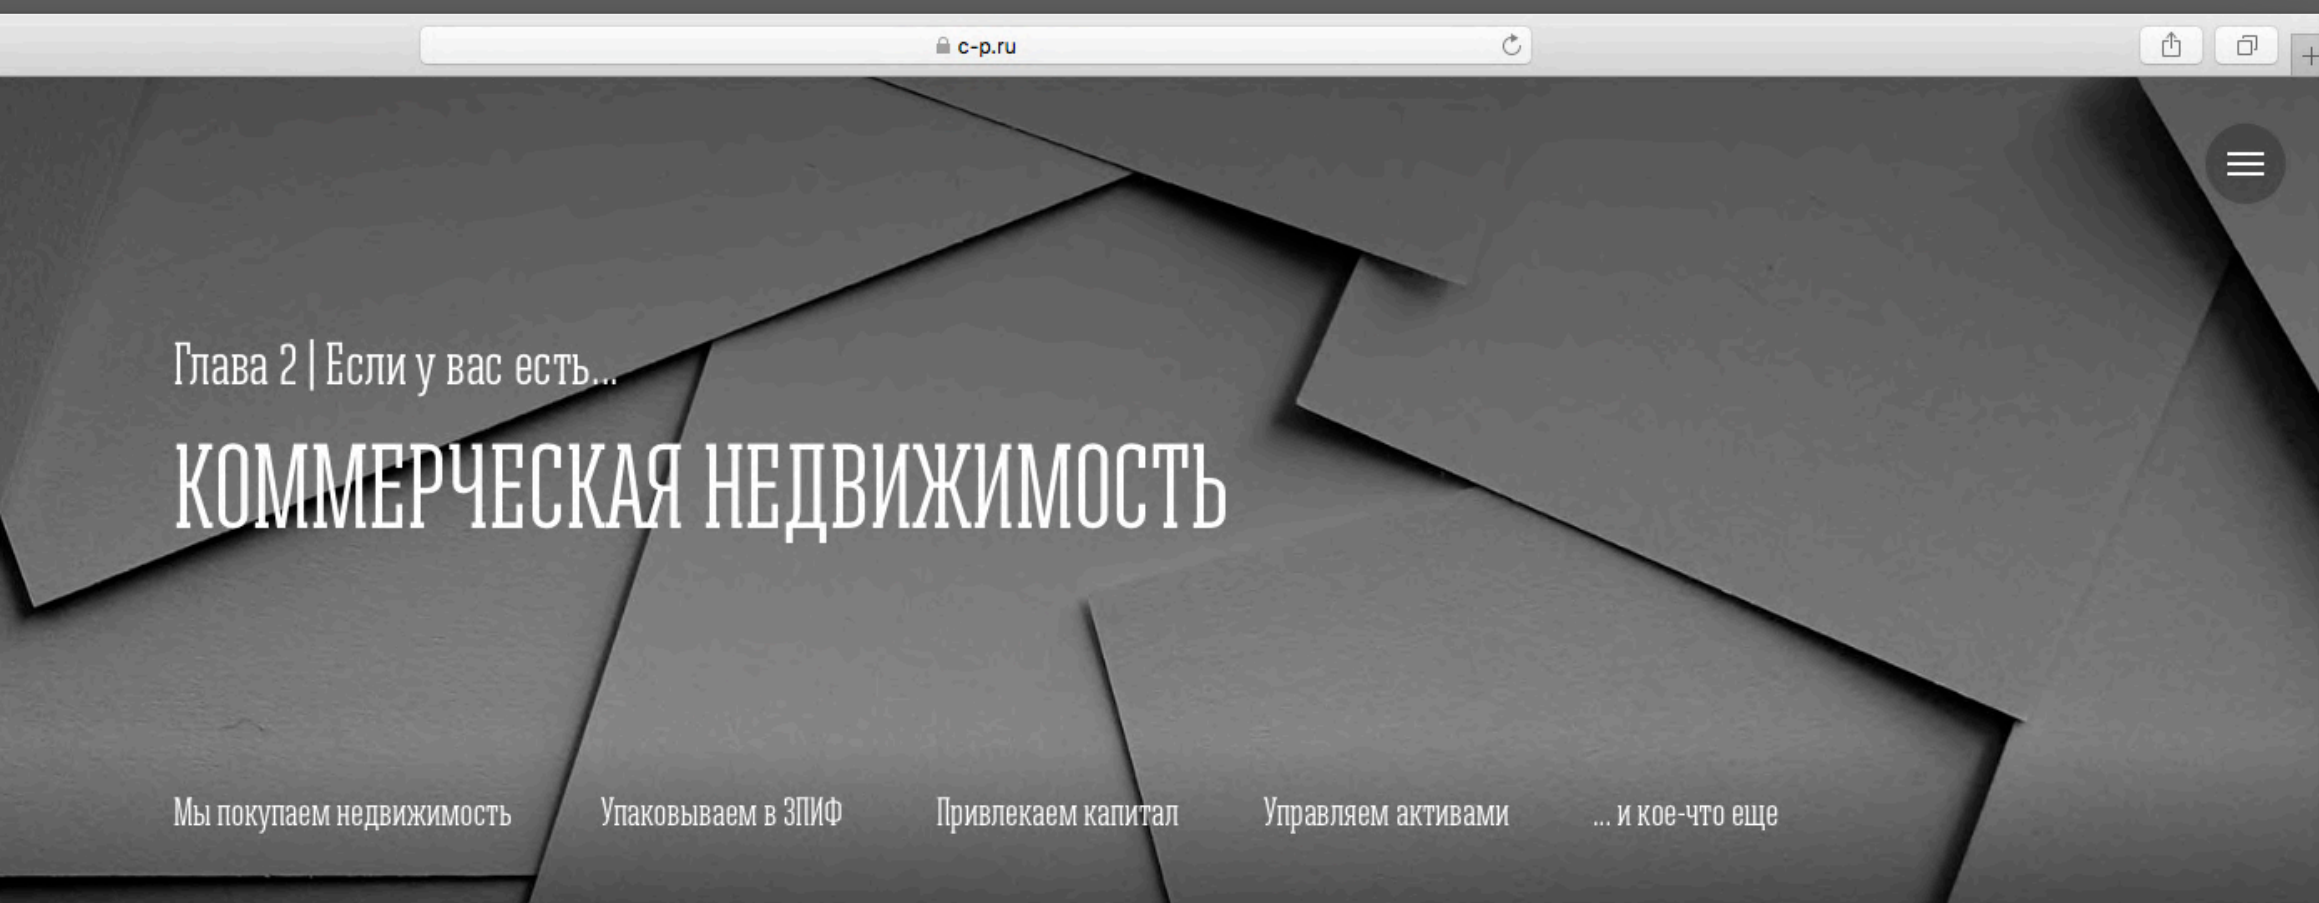 c-p.ru
Глава 2 | Если у вас есть...
КОММЕРЧЕСКАЯ НЕДВИЖИМОСТЬ
Мы покупаем недвижимость Упаковываем в ЗПИФ Привлекаем капитал Управляем активами ... и кое-что еще